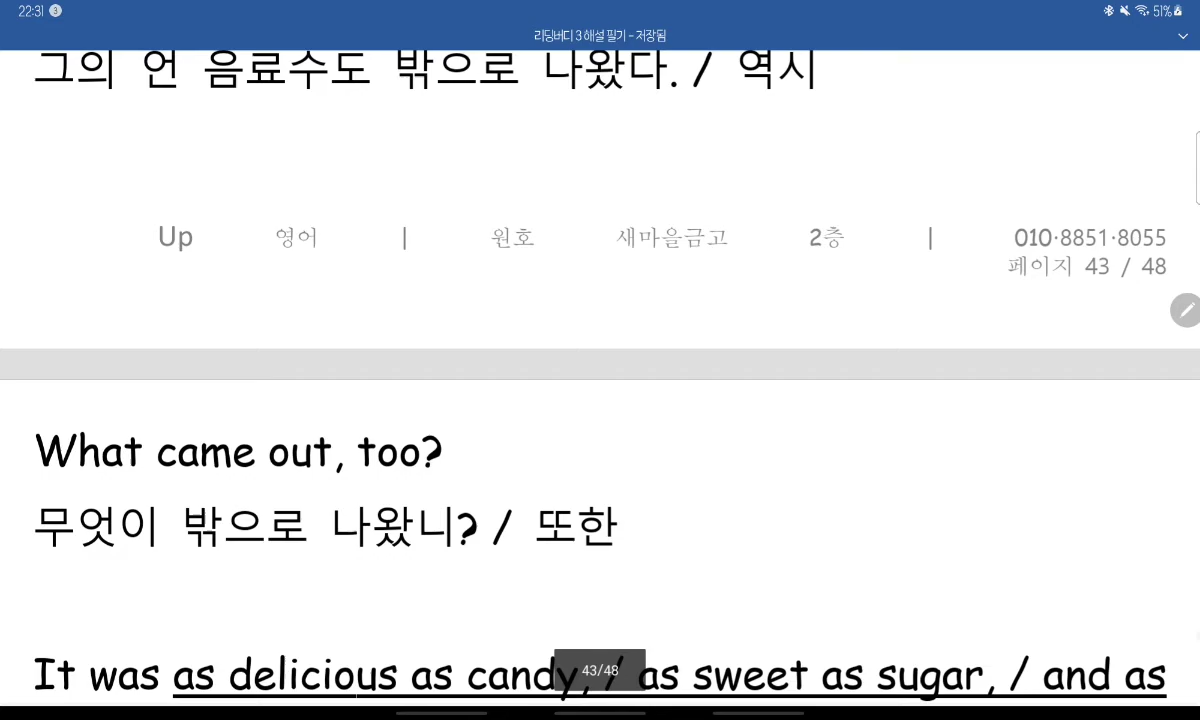 22:31 3 51%
리딩버디 3 해설 필기 - 저장됨
그의 언 음료수도 밖으로 나왔다. / 역시
Up 영어 | 원호 새마을금고 2층 | 010·8851·8055
페이지 43 / 48
What came out, too?
무엇이 밖으로 나왔니? / 또한
It was as delicious as candy, / as sweet as sugar, / and as
43/48